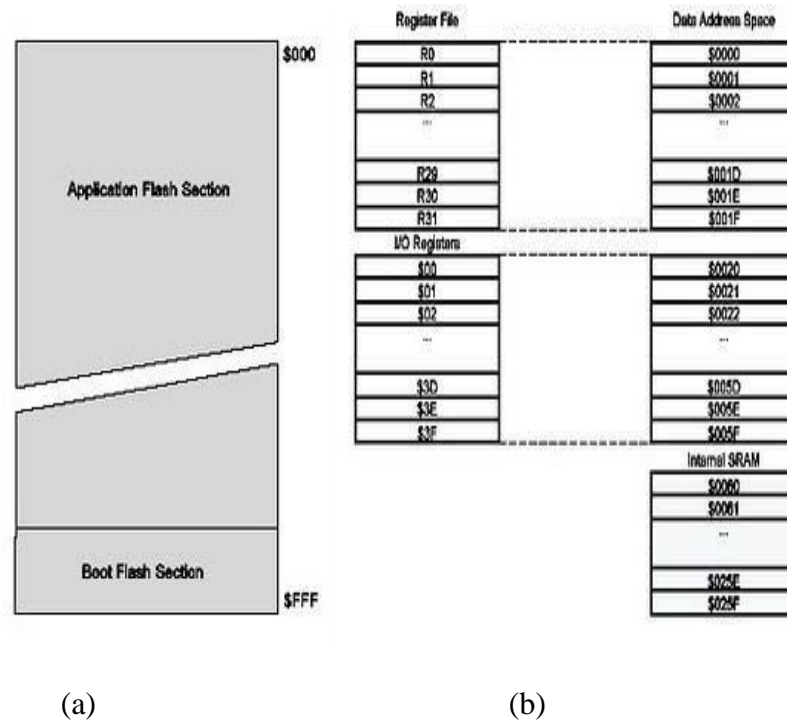 $000
Application Flash Section
Boot Flash Section
$FFF
(a)
Register File
R0
R1
R2
...
R29
R30
R31
I/O Registers
$00
$01
$02
...
$3D
$3E
$3F
Data Address Space
$0000
$0001
$0002
...
$001D
$001E
$001F
$0020
$0021
$0022
...
$005D
$005E
$005F
Internal SRAM
$0060
$0061
...
$025E
$025F
(b)